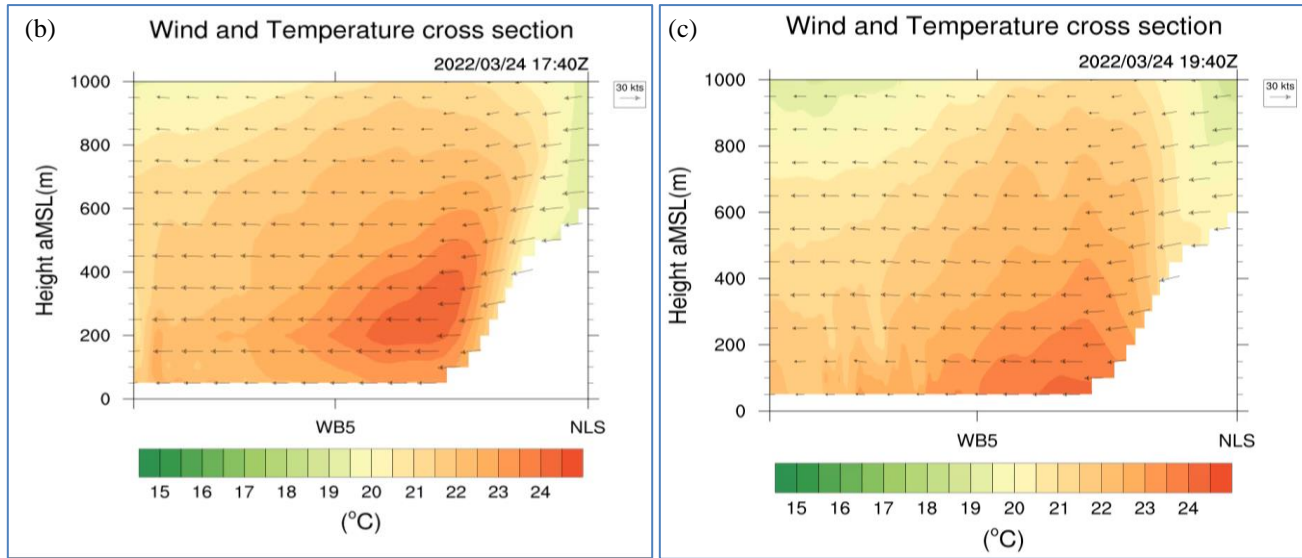 (b)
Wind and Temperature cross section
2022/03/24 17:40Z
30 kts
1000
800
600
400
200
0
Height aMSL(m)
WB5 NLS
15 16 17 18 19 20 21 22 23 24
(°C)
(c)
Wind and Temperature cross section
2022/03/24 19:40Z
30 kts
1000
800
600
400
200
0
Height aMSL(m)
WB5 NLS
15 16 17 18 19 20 21 22 23 24
(°C)